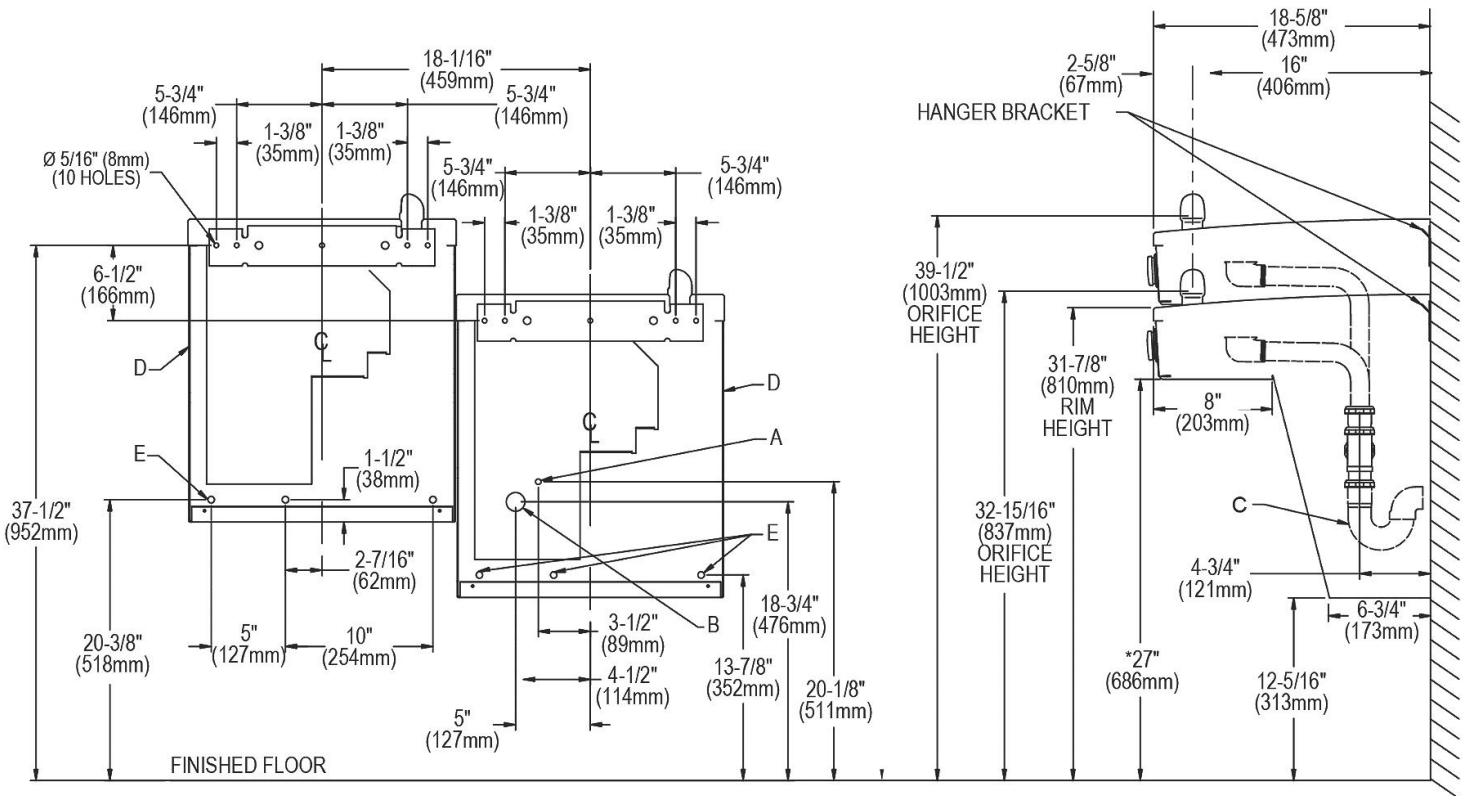 18-1/16"
(459mm)
5-3/4"
(146mm)
5-3/4"
(146mm)
1-3/8"
(35mm)
1-3/8"
(35mm)
Ø 5/16" (8mm)
(10 HOLES)
5-3/4"
(146mm)
5-3/4"
(146mm)
1-3/8"
(35mm)
1-3/8"
(35mm)
6-1/2"
(166mm)
D
CL
D
CL
A
E
1-1/2"
(38mm)
37-1/2"
(952mm)
E
2-7/16"
(62mm)
18-3/4"
(476mm)
B
3-1/2"
(89mm)
20-3/8"
(518mm)
5"
(127mm)
10"
(254mm)
13-7/8"
(352mm)
4-1/2"
(114mm)
20-1/8"
(511mm)
5"
(127mm)
FINISHED FLOOR
18-5/8"
(473mm)
2-5/8"
(67mm)
16"
(406mm)
HANGER BRACKET
39-1/2"
(1003mm)
ORIFICE
HEIGHT
31-7/8"
(810mm)
RIM
HEIGHT
8"
(203mm)
32-15/16"
(837mm)
ORIFICE
HEIGHT
C
4-3/4"
(121mm)
6-3/4"
(173mm)
*27"
(686mm)
12-5/16"
(313mm)